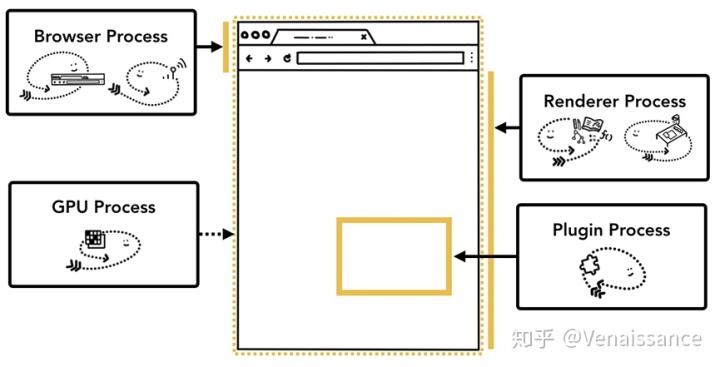 Browser Process
Renderer Process
GPU Process
Plugin Process
知乎 @Venaissance